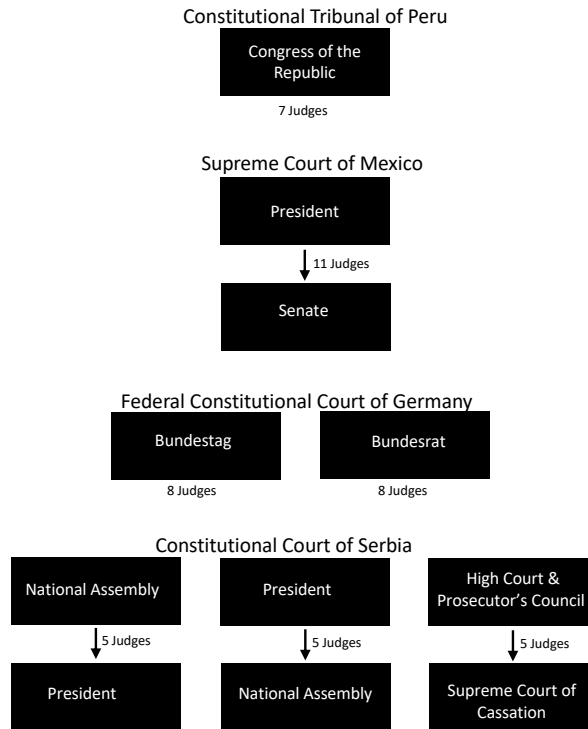 Constitutional Tribunal of Peru
Congress of the
Republic
7 Judges
Supreme Court of Mexico
President
11 Judges
Senate
Federal Constitutional Court of Germany
Bundestag
Bundesrat
8 Judges
8 Judges
Constitutional Court of Serbia
National Assembly
President
High Court &
Prosecutor’s Council
5 Judges
5 Judges
5 Judges
President
National Assembly
Supreme Court of
Cassation